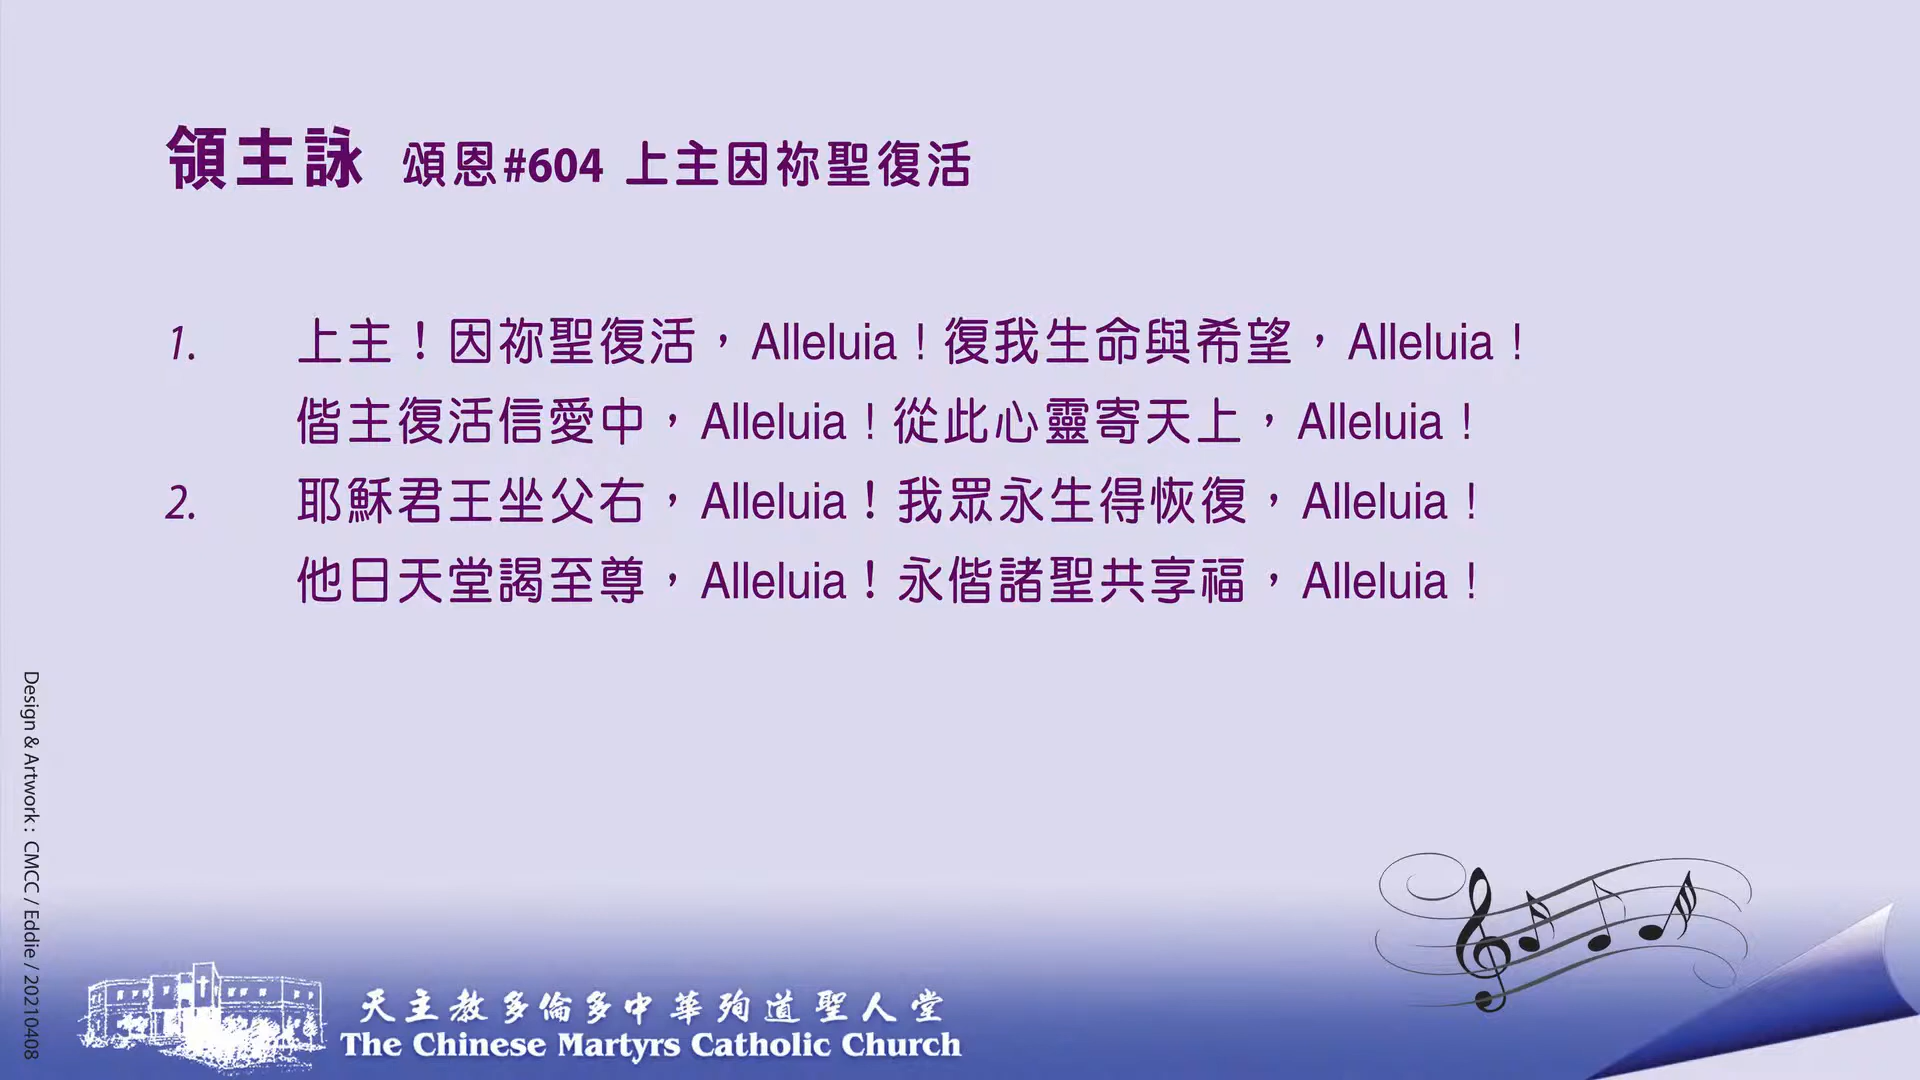 領主詠 頌恩#604 上主因祢聖復活
1. 上主！因祢聖復活，Alleluia！復我生命與希望，Alleluia！
偕主復活信愛中，Alleluia！從此心靈寄天上，Alleluia！
2. 耶穌君王坐父右，Alleluia！我眾永生得恢復，Alleluia！
他日天堂謁至尊，Alleluia！永偕諸聖共享福，Alleluia！
Design & Artwork : CMCC / Eddie / 20210408
天主教多倫多中華殉道聖人堂
The Chinese Martyrs Catholic Church